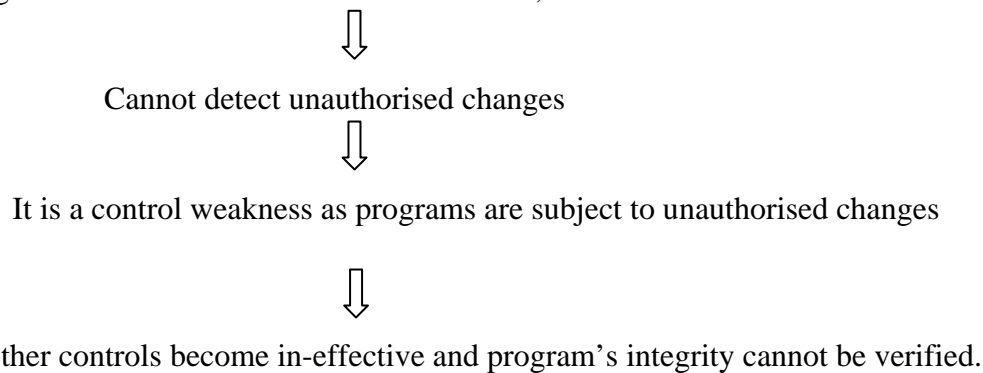 Cannot detect unauthorised changes
It is a control weakness as programs are subject to unauthorised changes
ther controls become in-effective and program’s integrity cannot be verified.